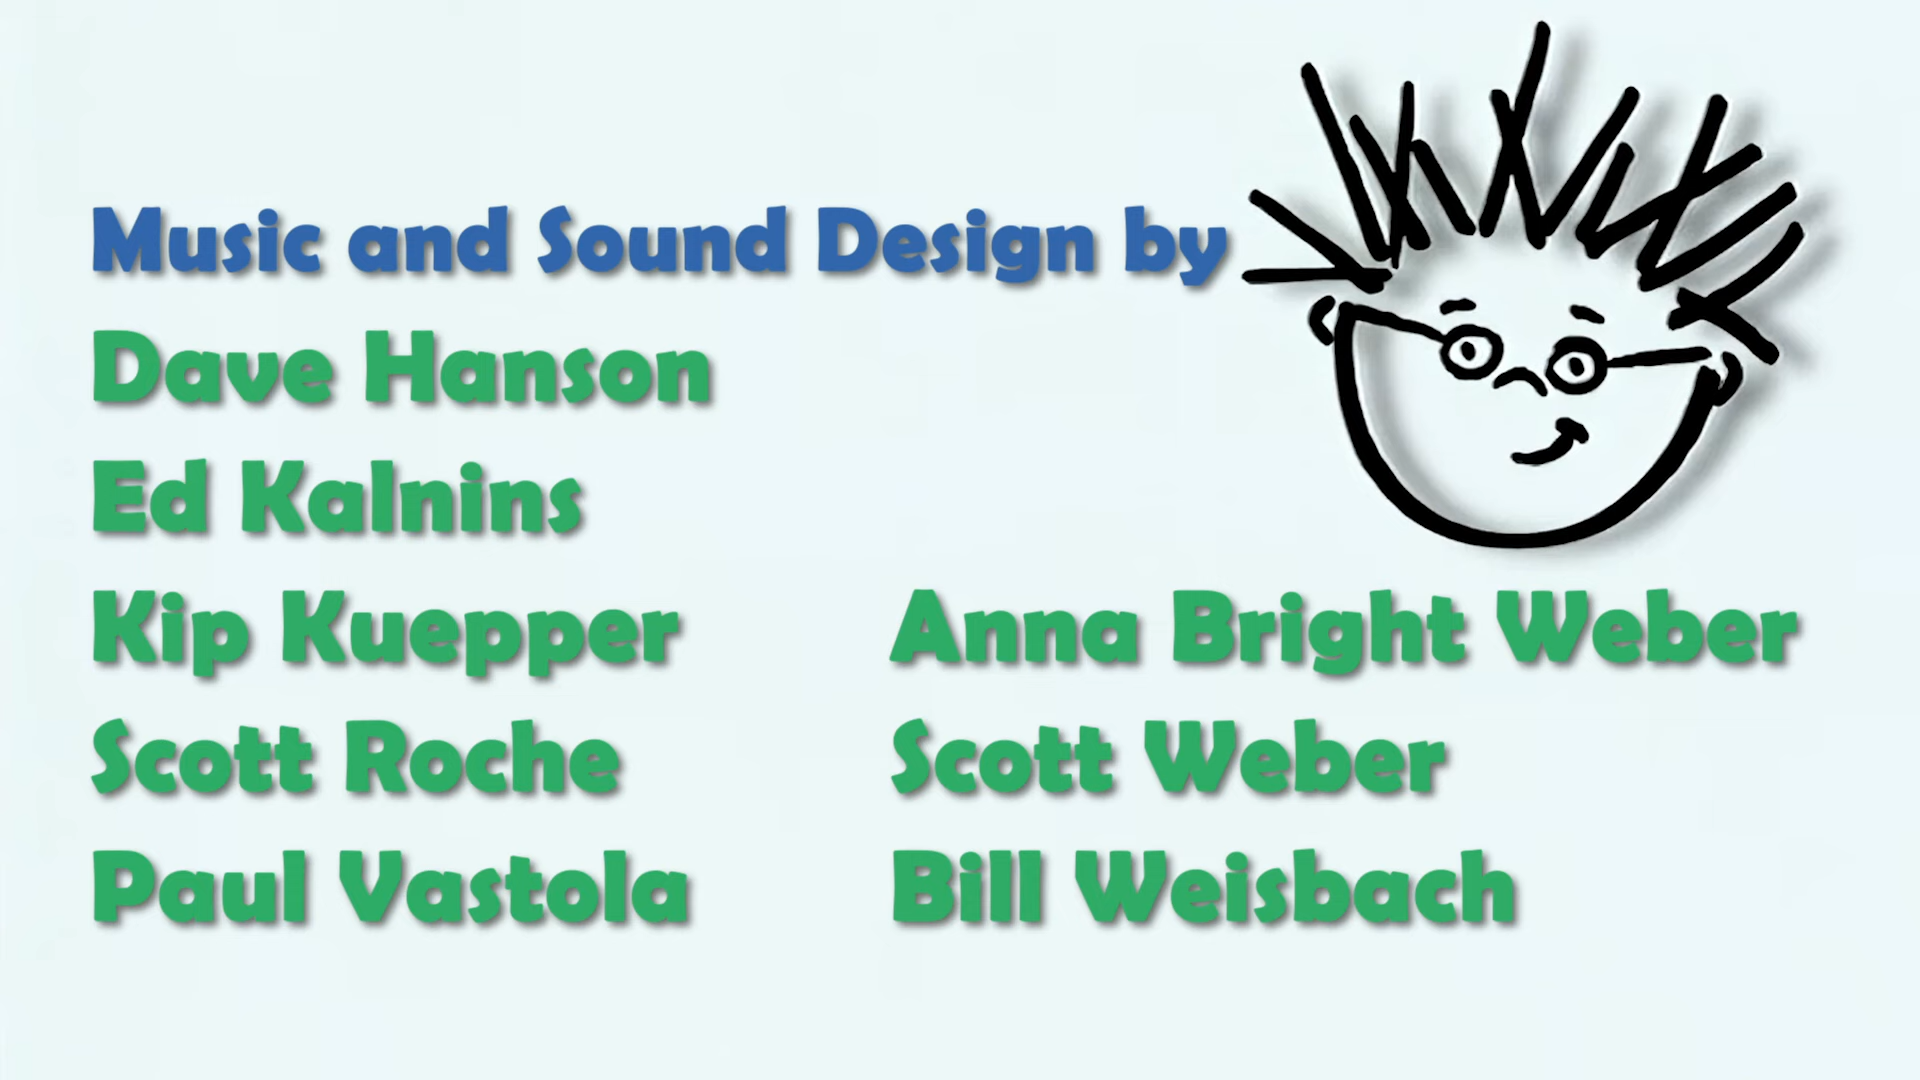 Music and Sound Design by
Dave Hanson
Ed Kalnins
Kip Kuepper
Scott Roche
Paul Vastola
Anna Bright Weber
Scott Weber
Bill Weisbach